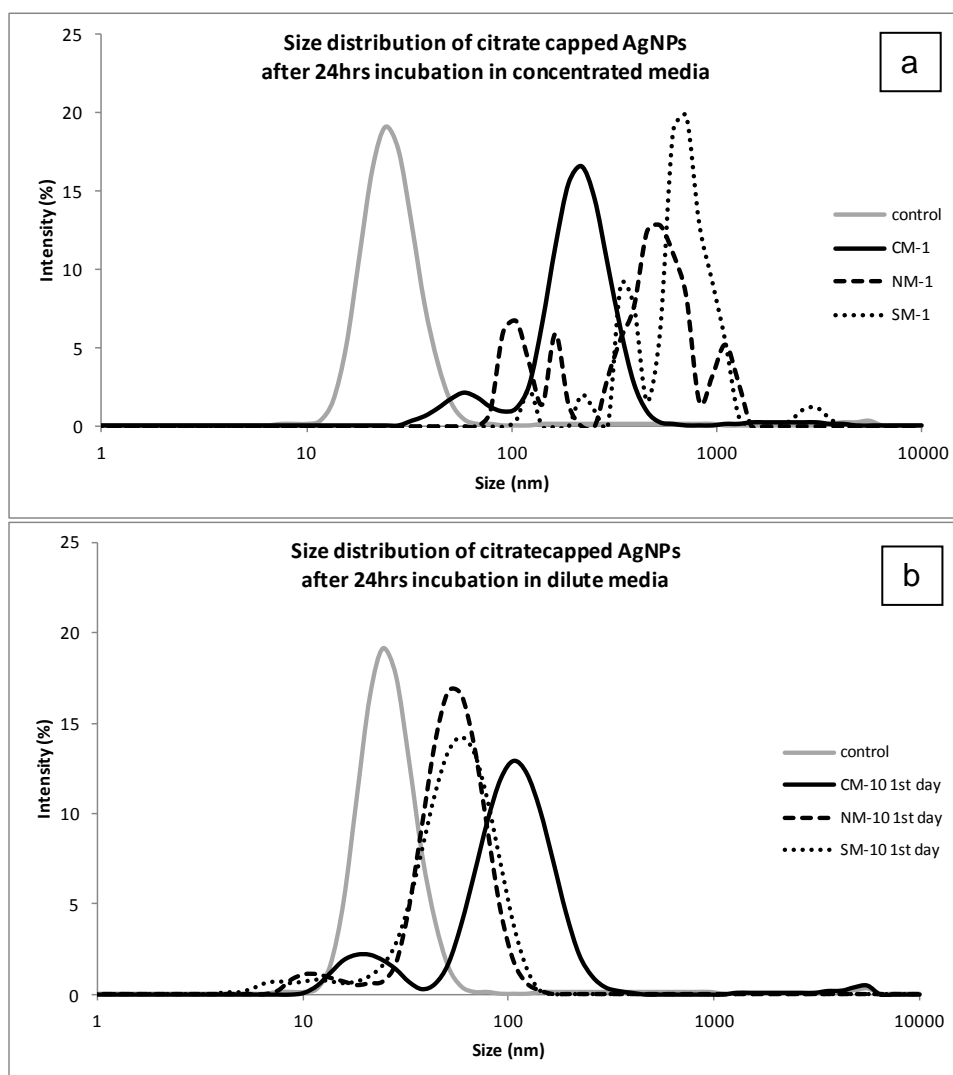 Size distribution of citrate capped AgNPs
after 24hrs incubation in concentrated media
a
25
20
15
10
5
0
Intensity (%)
control
CM-1
NM-1
SM-1
1 10 100 1000 10000
Size (nm)
Size distribution of citratecapped AgNPs
after 24hrs incubation in dilute media
b
25
20
15
10
5
0
Intensity (%)
control
CM-10 1st day
NM-10 1st day
SM-10 1st day
1 10 100 1000 10000
Size (nm)